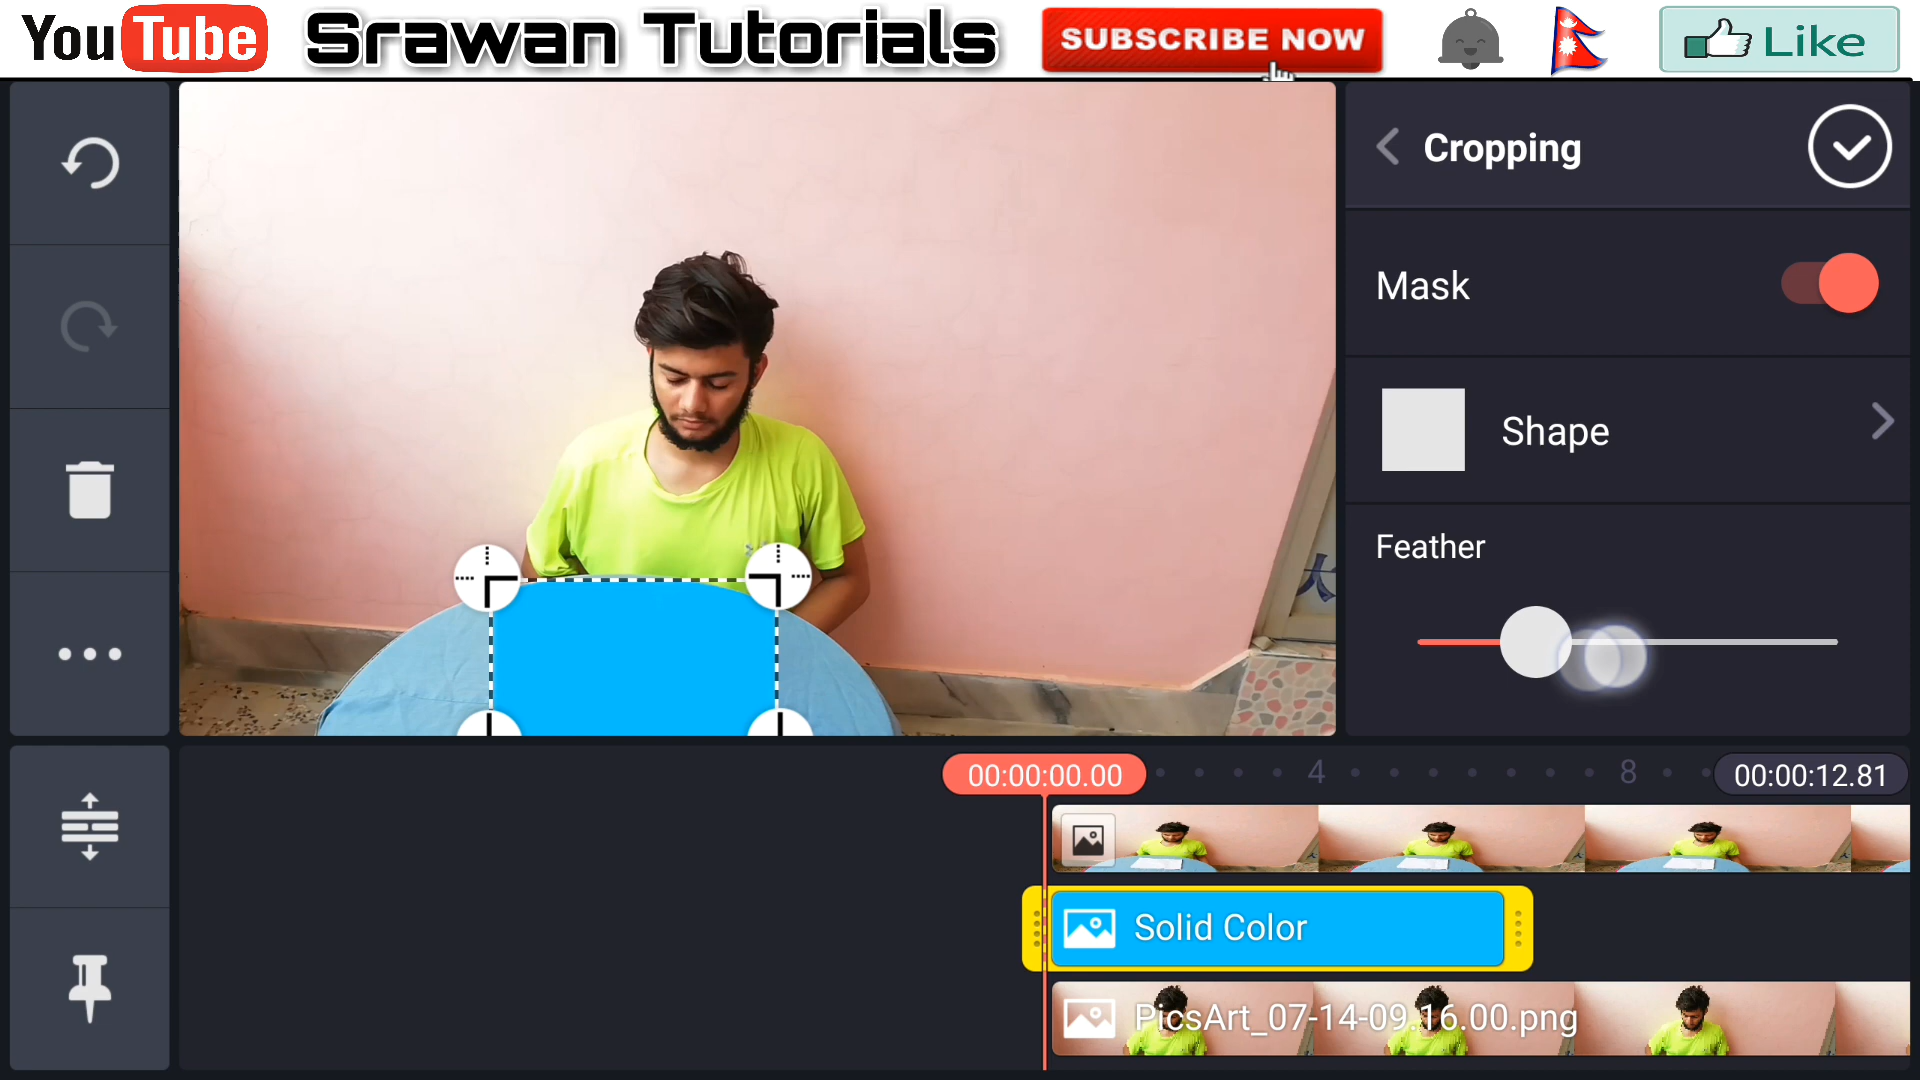 YouTube
Srawan Tutorials
SUBSCRIBE NOW
Like
Cropping
Mask
Shape
Feather
00:00:00.00
4
8
00:00:12.81
Solid Color
PicsArt_07-14-09.16.00.png